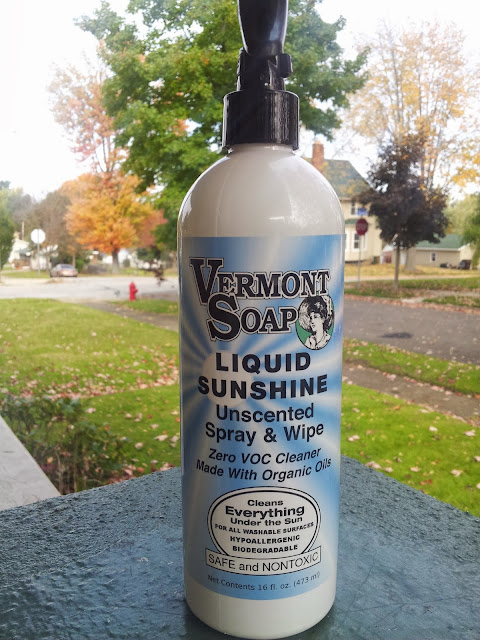 VERMONT
SOAP
LIQUID
SUNSHINE
Unscented
Spray & Wipe
Zero VOC Cleaner
Made With Organic Oils
Cleans
Everything
Under the Sun
FOR ALL WASHABLE SURFACES
HYPOALLERGENIC
BIODEGRADABLE
SAFE and NONTOXIC
Net Contents 16 fl. oz. (473 ml)